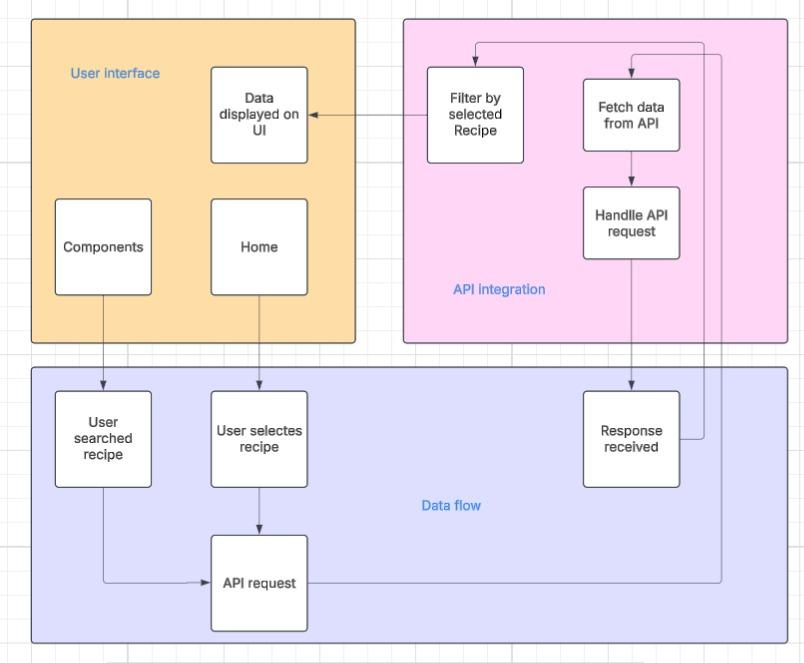 User interface
Data
displayed on
UI
Components
Home
Filter by
selected
Recipe
Fetch data
from API
Handlle API
request
API integration
User
searched
recipe
User selectes
recipe
Response
received
Data flow
API request